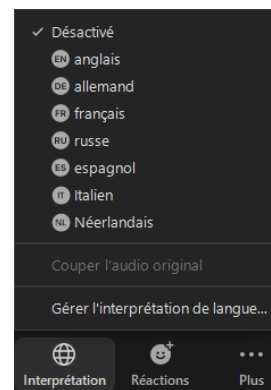 ✓ Désactivé
EN anglais
DE allemand
FR français
RU russe
ES espagnol
IT Italien
NL Néerlandais
Couper l'audio original
Gérer l'interprétation de langue...
Interprétation Réactions Plus